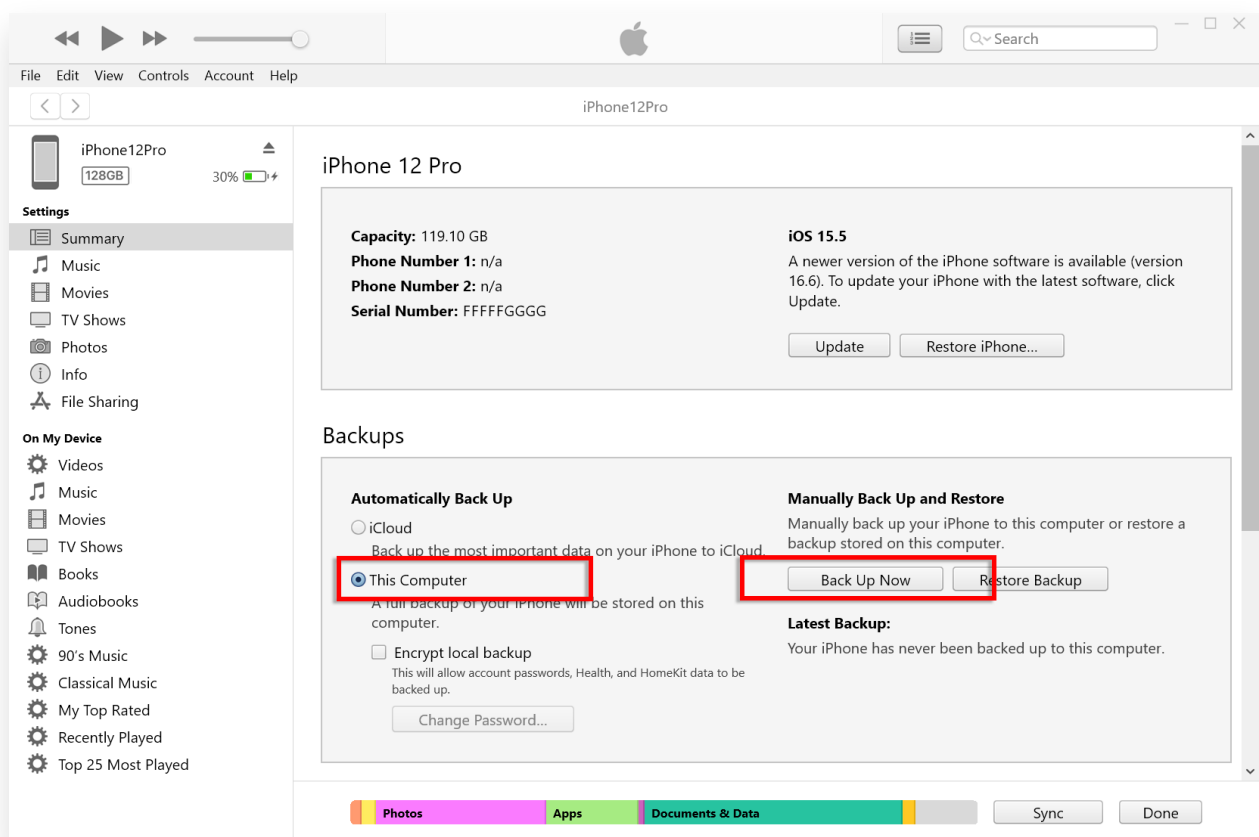 Search
File Edit View Controls Account Help
iPhone12Pro
iPhone12Pro
128GB
30%
Settings
Summary
Music
Movies
TV Shows
Photos
Info
File Sharing
On My Device
Videos
Music
Movies
TV Shows
Books
Audiobooks
Tones
90's Music
Classical Music
My Top Rated
Recently Played
Top 25 Most Played
iPhone 12 Pro
Capacity: 119.10 GB
Phone Number 1: n/a
Phone Number 2: n/a
Serial Number: FFFFFGGGG
iOS 15.5
A newer version of the iPhone software is available (version
16.6). To update your iPhone with the latest software, click
Update.
Update Restore iPhone...
Backups
Automatically Back Up
iCloud
Back up the most important data on your iPhone to iCloud.
This Computer
A full backup of your iPhone will be stored on this
computer.
Encrypt local backup
This will allow account passwords, Health, and HomeKit data to be
backed up.
Change Password...
Manually Back Up and Restore
Manually back up your iPhone to this computer or restore a
backup stored on this computer.
Back Up Now Restore Backup
Latest Backup:
Your iPhone has never been backed up to this computer.
Photos Apps Documents & Data Sync Done